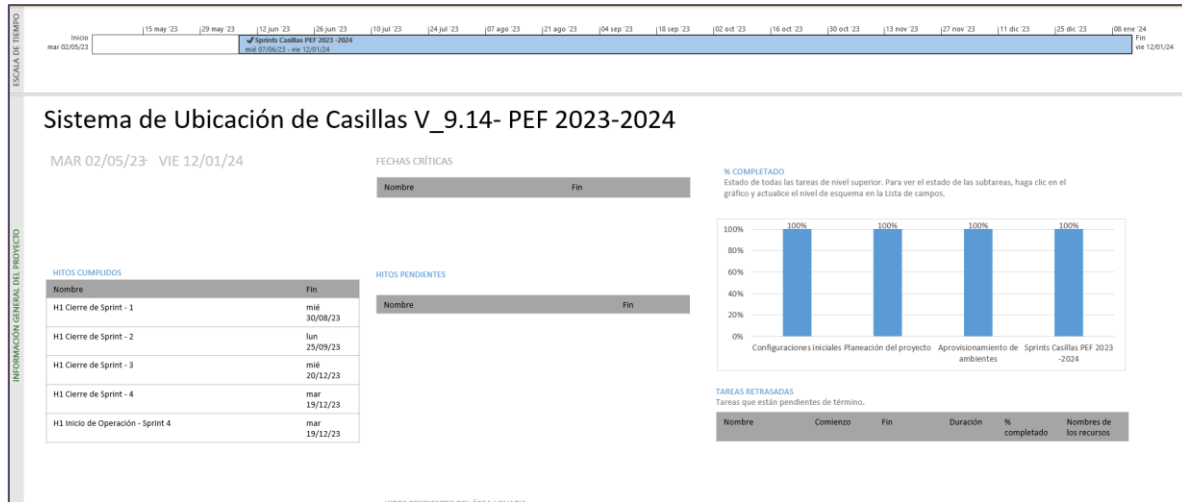 ESCALA DE TIEMPO
Inicio
mar 02/05/23
|15 may '23 |29 may '23 |12 jun '23 |26 jun '23 |10 jul '23 |24 jul '23 |07 ago '23 |21 ago '23 |04 sep '23 |18 sep '23 |02 oct '23 |16 oct '23 |30 oct '23 |13 nov '23 |27 nov '23 |11 dic '23 |25 dic '23 |08 ene '24
✔Sprints Casillas PEF 2023 -2024
mié 07/06/23 - vie 12/01/24
Fin
vie 12/01/24
INFORMACIÓN GENERAL DEL PROYECTO
Sistema de Ubicación de Casillas V_9.14- PEF 2023-2024
MAR 02/05/23- VIE 12/01/24
FECHAS CRÍTICAS
Nombre Fin
HITOS CUMPLIDOS
Nombre Fin
H1 Cierre de Sprint - 1 mié
30/08/23
H1 Cierre de Sprint - 2 lun
25/09/23
H1 Cierre de Sprint - 3 mié
20/12/23
H1 Cierre de Sprint - 4 mar
19/12/23
H1 Inicio de Operación - Sprint 4 mar
19/12/23
HITOS PENDIENTES
Nombre Fin
% COMPLETADO
Estado de todas las tareas de nivel superior. Para ver el estado de las subtareas, haga clic en el
gráfico y actualice el nivel de esquema en la Lista de campos.
100% 100% 100% 100%
100%
80%
60%
40%
20%
0%
Configuraciones iniciales Planeación del proyecto Aprovisionamiento de Sprints Casillas PEF 2023
ambientes -2024
TAREAS RETRASADAS
Tareas que están pendientes de término.
Nombre Comienzo Fin Duración % Nombres de
completado los recursos